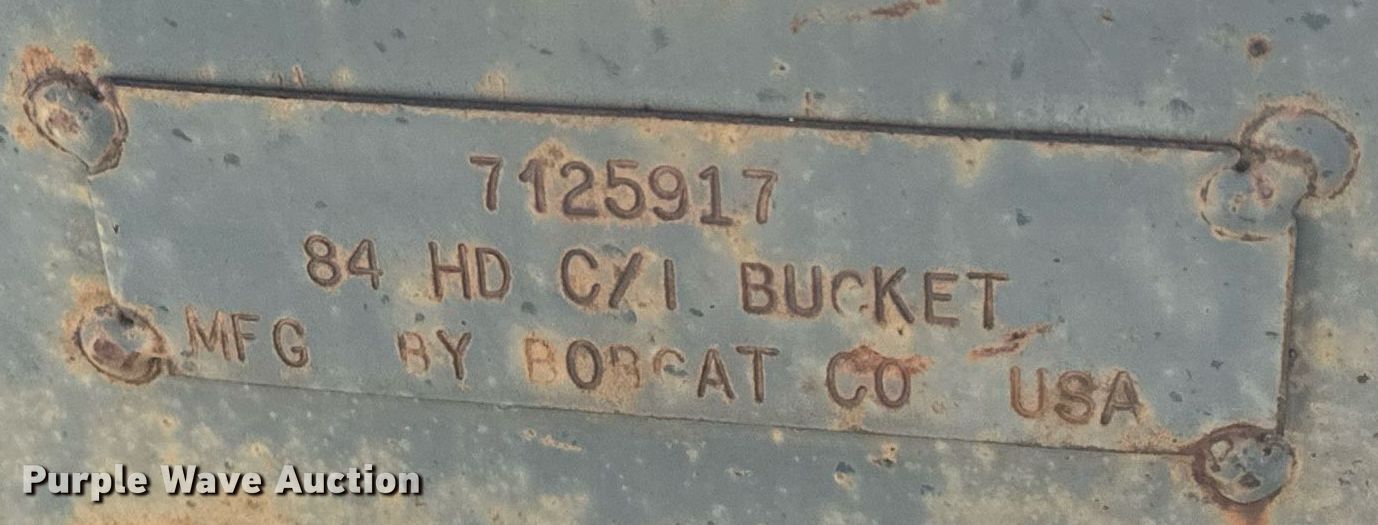 7125917
84 HD C/I BUCKET
MFG BY BOBCAT CO USA
Purple Wave Auction